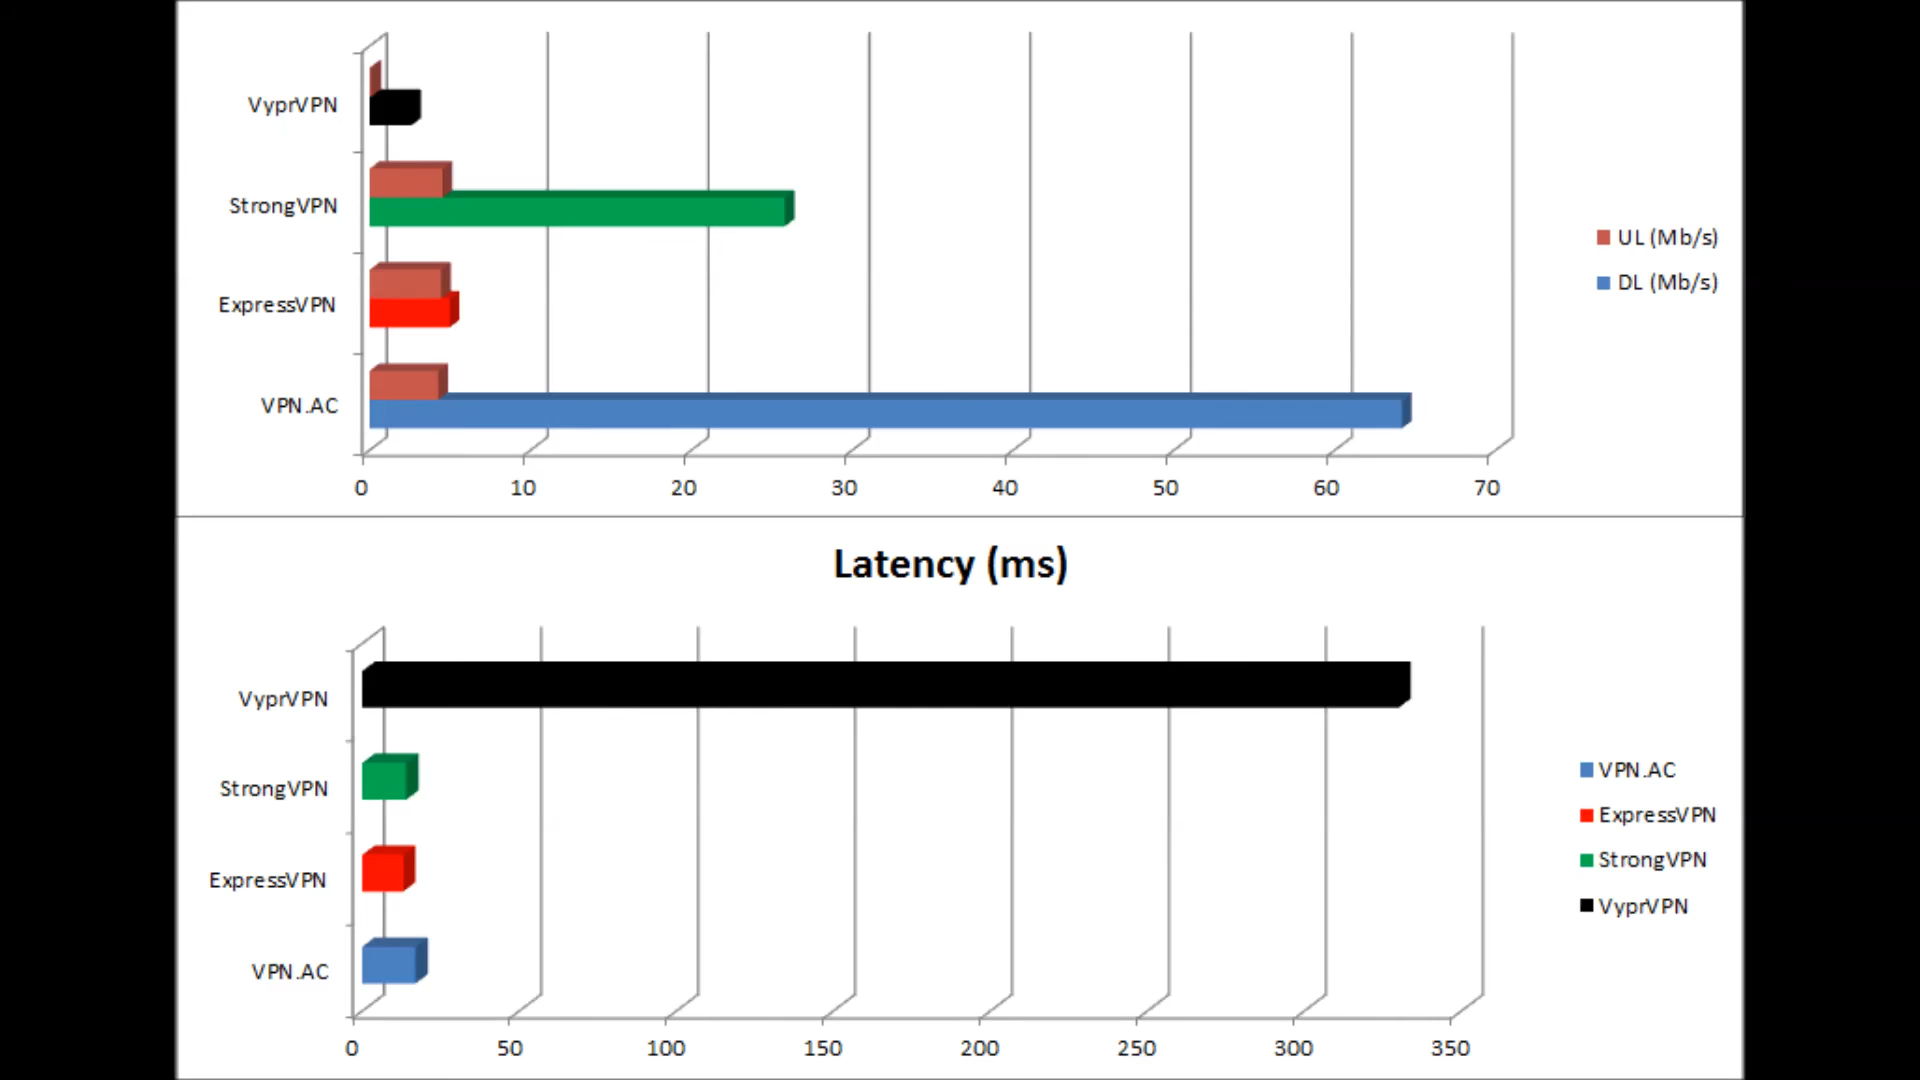 VyprVPN
StrongVPN
ExpressVPN
VPN.AC
0 10 20 30 40 50 60 70
UL (Mb/s)
DL (Mb/s)
Latency (ms)
VyprVPN
StrongVPN
ExpressVPN
VPN.AC
0 50 100 150 200 250 300 350
VPN.AC
ExpressVPN
StrongVPN
VyprVPN